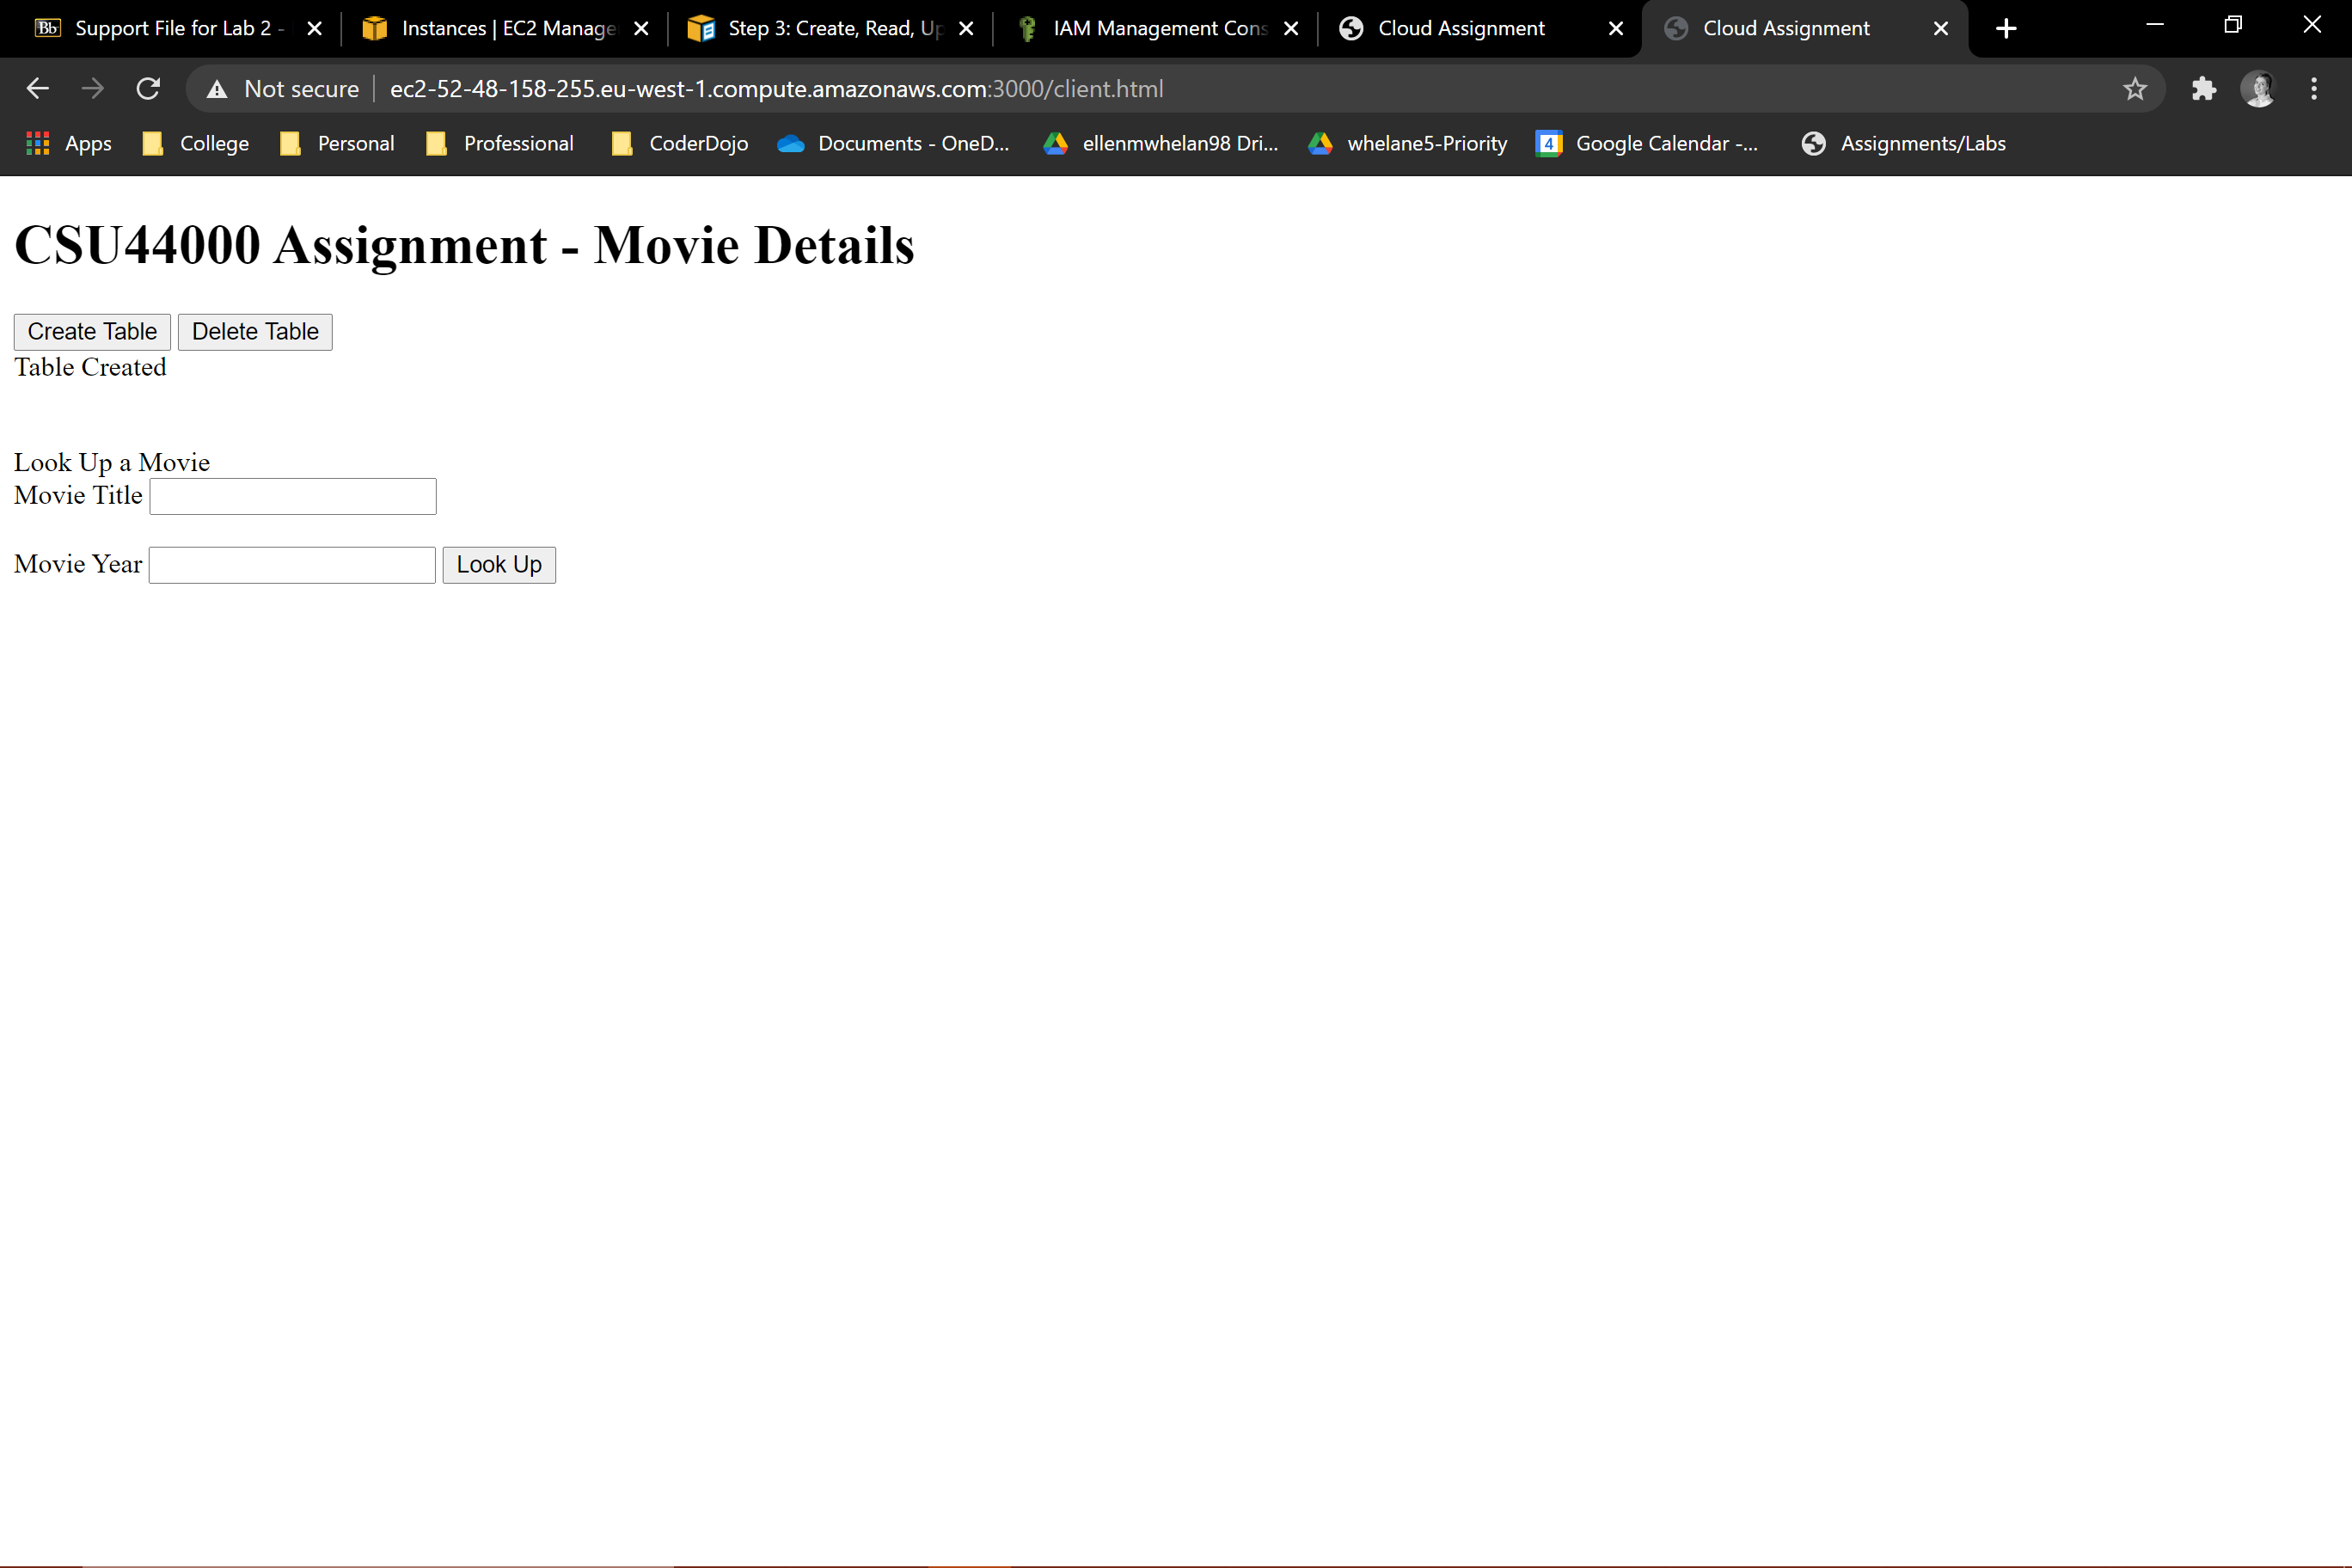 Support File for Lab 2 -
Instances | EC2 Manage
Step 3: Create, Read, Up
IAM Management Cons
Cloud Assignment
Cloud Assignment
Not secure
ec2-52-48-158-255.eu-west-1.compute.amazonaws.com:3000/client.html
Apps
College
Personal
Professional
CoderDojo
Documents - OneD...
ellenmwhelan98 Dri...
whelane5-Priority
4
Google Calendar -...
Assignments/Labs
CSU44000 Assignment - Movie Details
Create Table Delete Table
Table Created
Look Up a Movie
Movie Title
Movie Year Look Up